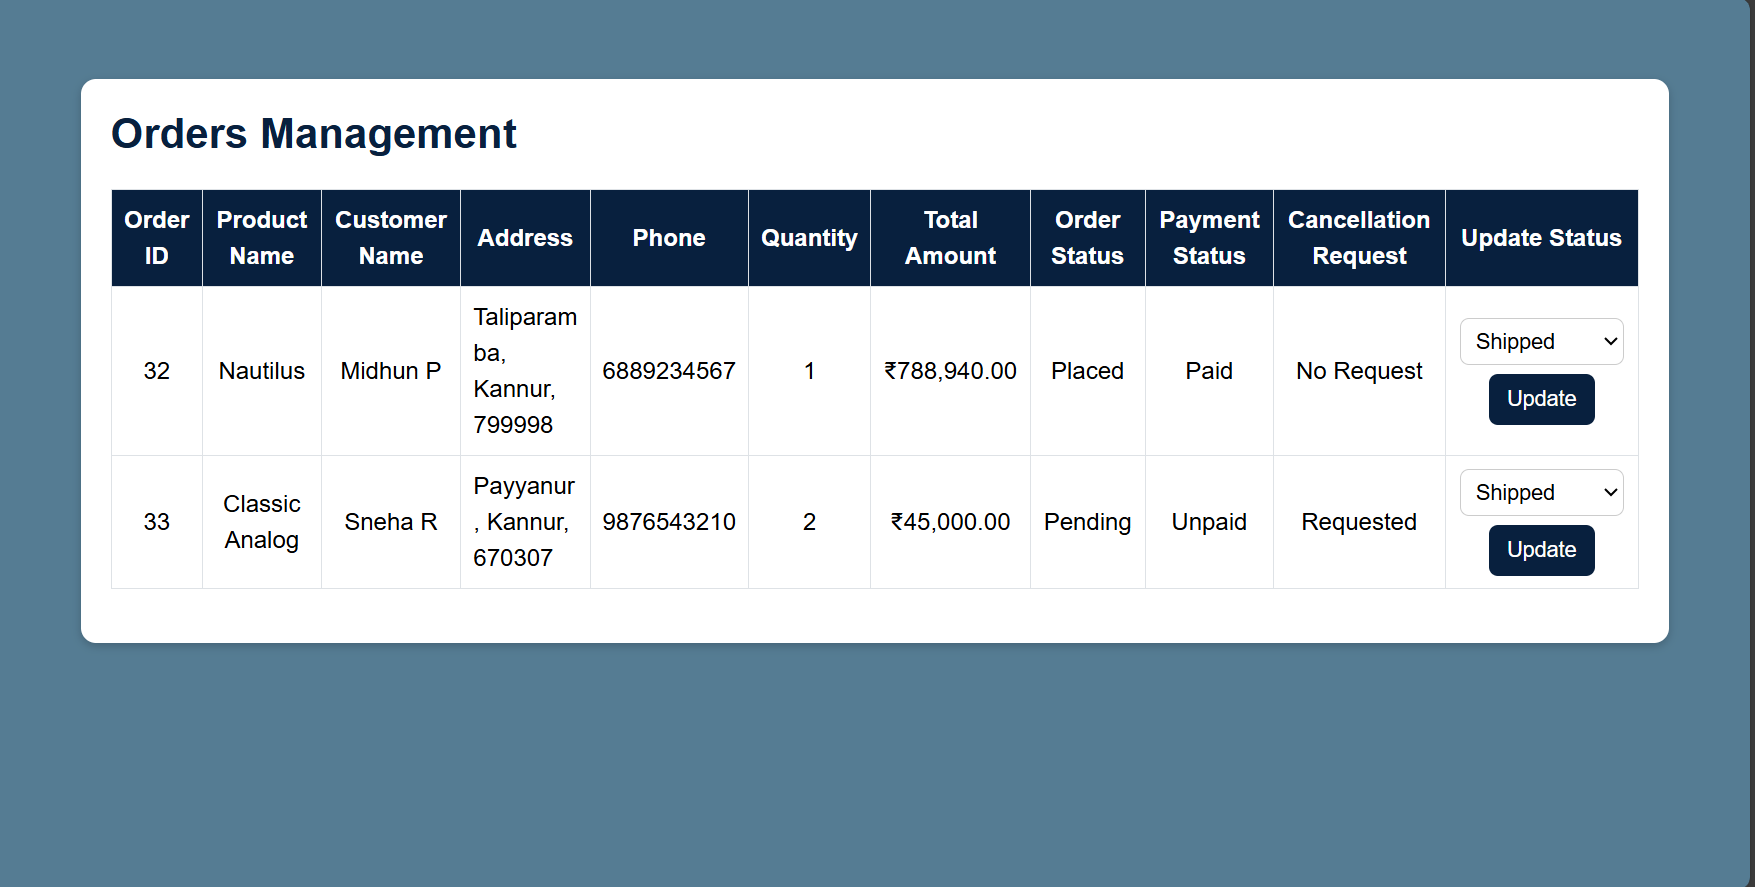 Orders Management
Order ID
Product Name
Customer Name
Address
Phone
Quantity
Total Amount
Order Status
Payment Status
Cancellation Request
Update Status
32
Nautilus
Midhun P
Taliparam
ba,
Kannur,
799998
6889234567
1
₹788,940.00
Placed
Paid
No Request
Shipped
Update
33
Classic
Analog
Sneha R
Payyanur
, Kannur,
670307
9876543210
2
₹45,000.00
Pending
Unpaid
Requested
Shipped
Update